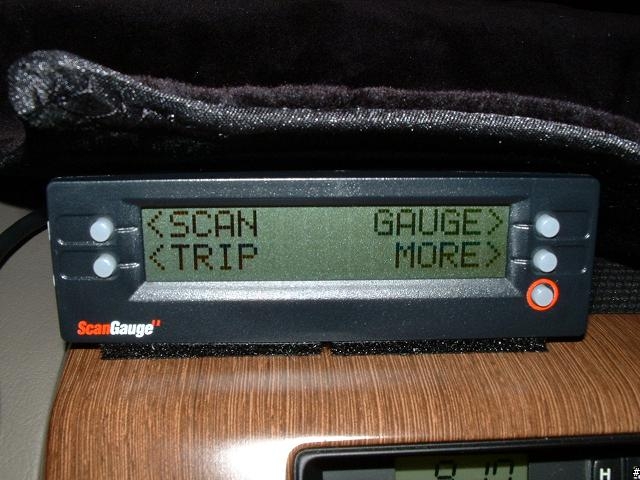 <SCAN GAUGE>
<TRIP MORE>
ScanGauge II
H
#